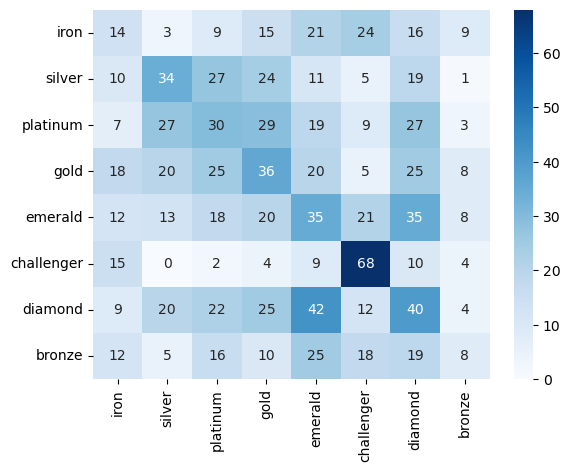 iron 14 3 9 15 21 24 16 9
silver 10 34 27 24 11 5 19 1
platinum 7 27 30 29 19 9 27 3
gold 18 20 25 36 20 5 25 8
emerald 12 13 18 20 35 21 35 8
challenger 15 0 2 4 9 68 10 4
diamond 9 20 22 25 42 12 40 4
bronze 12 5 16 10 25 18 19 8
iron silver platinum gold emerald challenger diamond bronze
60
50
40
30
20
10
0